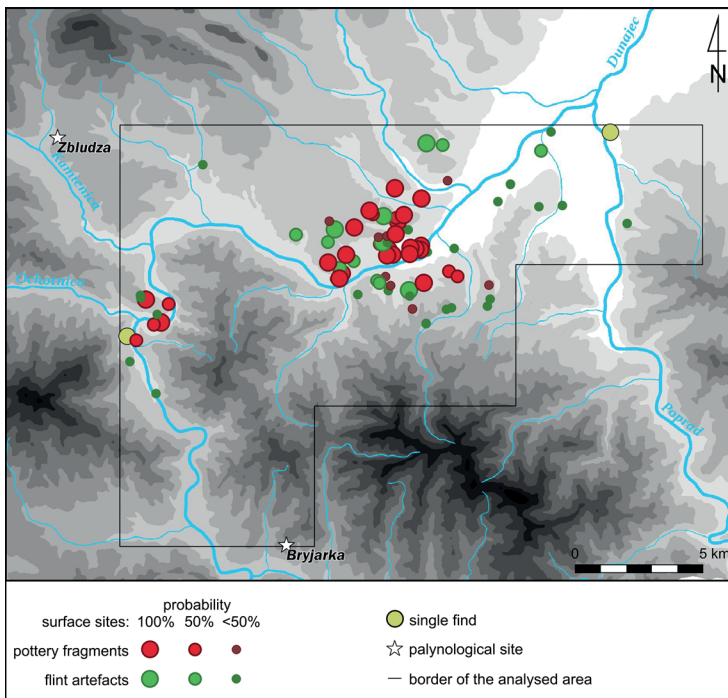 N
Dunajec
Zbludza
Kamienica
Ochotnica
Poprad
Bryjarka
0 5 km
probability
surface sites: 100% 50% <50%
pottery fragments
flint artefacts
single find
palynological site
border of the analysed area